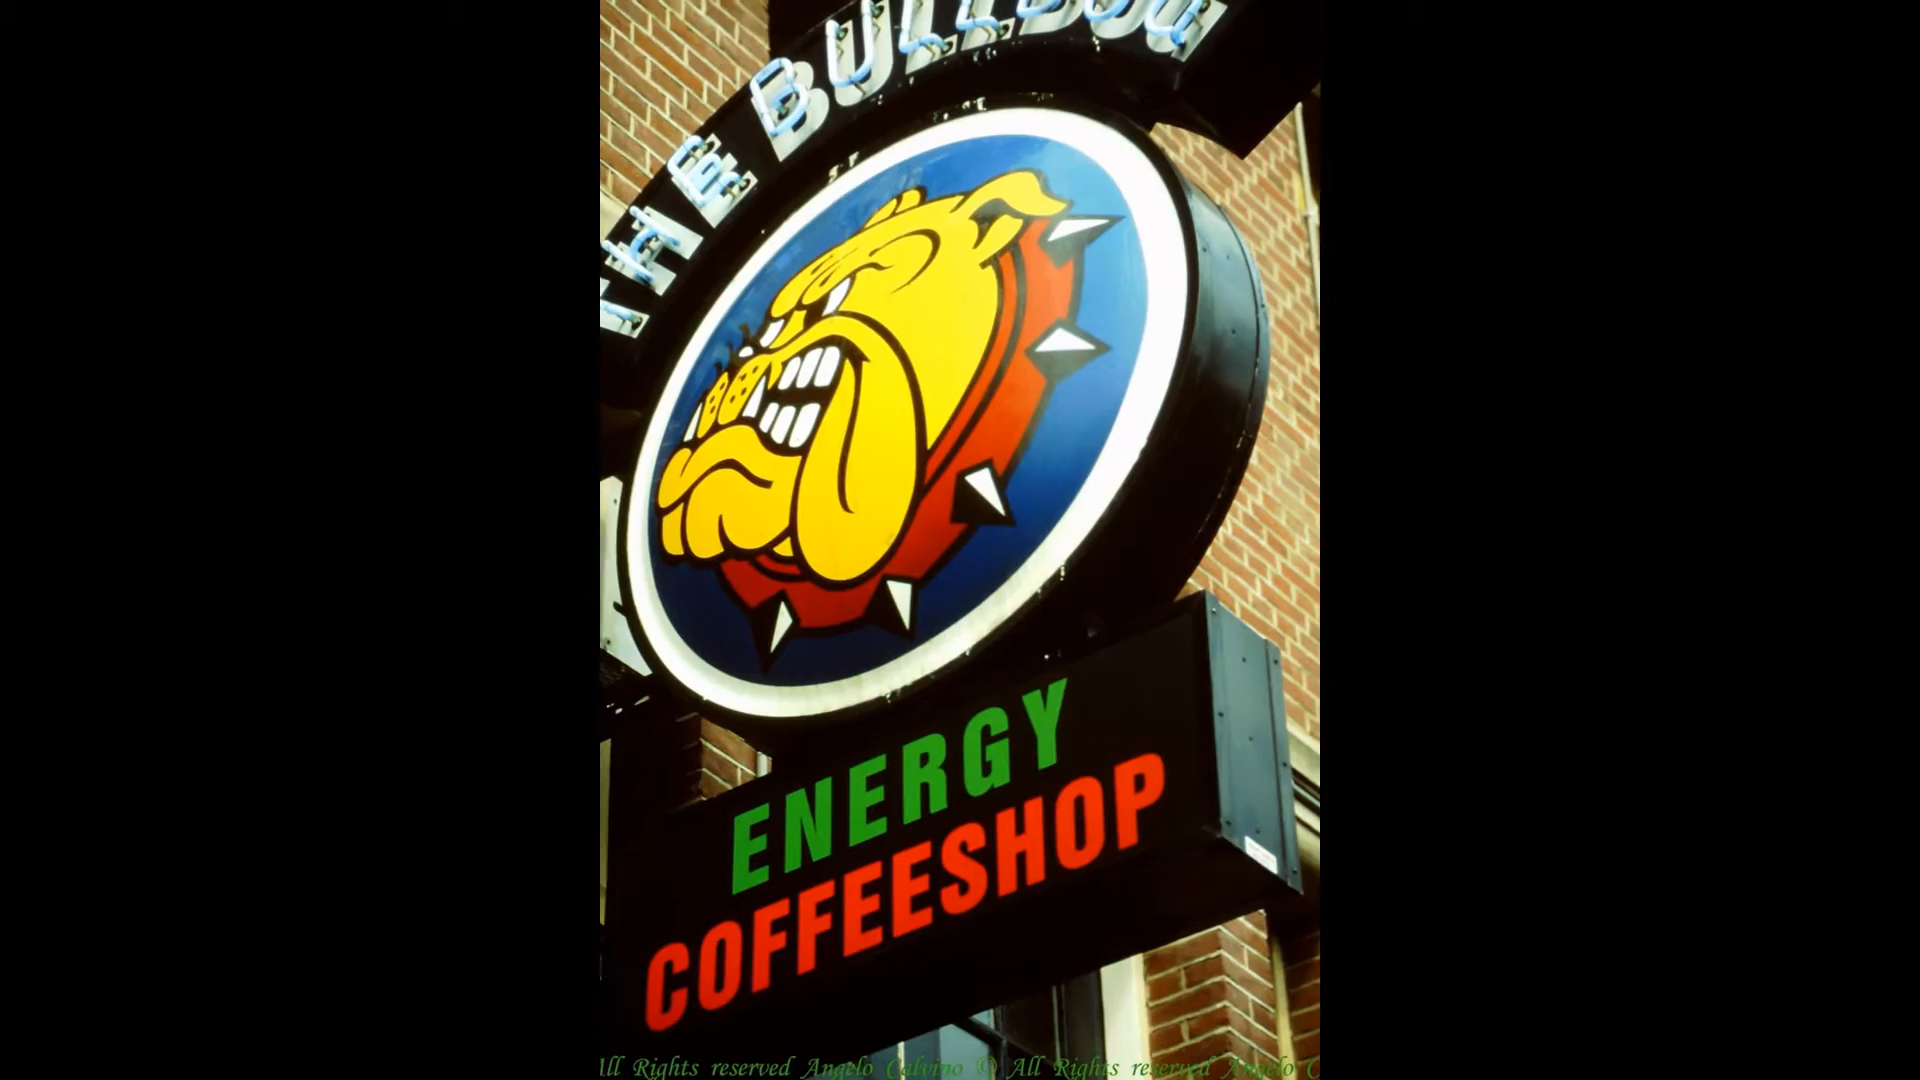 THE BULLDOG
ENERGY
COFFEESHOP
All Rights reserved Angelo Calvino © All Rights reserved Angelo C